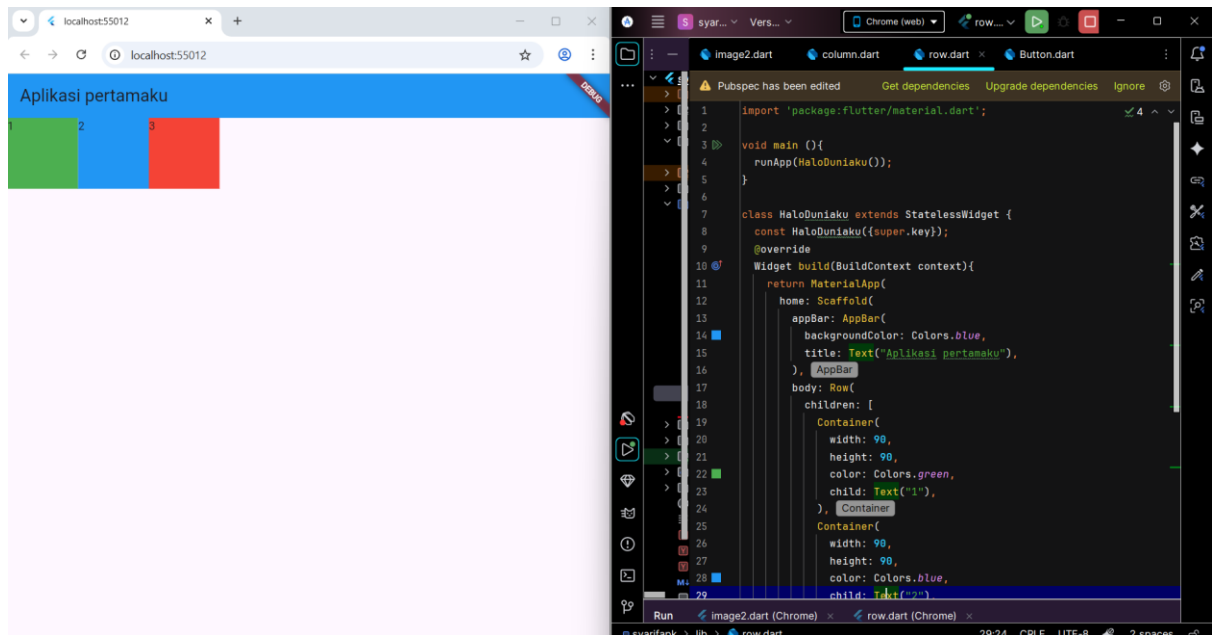 localhost:55012
localhost:55012
Aplikasi pertamaku
DEBUG
1 2 3
S syar... Vers... Chrome (web) row....
image2.dart column.dart row.dart Button.dart
Pubspec has been edited Get dependencies Upgrade dependencies Ignore
4
1 import 'package:flutter/material.dart';
2
3 void main (){
4 runApp(HaloDuniaku());
5 }
6
7 class HaloDuniaku extends StatelessWidget {
8 const HaloDuniaku({super.key});
9 @override
10 Widget build(BuildContext context){
11 return MaterialApp(
12 home: Scaffold(
13 appBar: AppBar(
14 backgroundColor: Colors.blue,
15 title: Text("Aplikasi pertamaku"),
16 ), AppBar
17 body: Row(
18 children: [
19 Container(
20 width: 90,
21 height: 90,
22 color: Colors.green,
23 child: Text("1"),
24 ), Container
25 Container(
26 width: 90,
27 height: 90,
28 color: Colors.blue,
29 child: Text("2"),
Run image2.dart (Chrome) row.dart (Chrome)
syarifapk > lib > row.dart 29:24 CRLF UTF-8 2 spaces